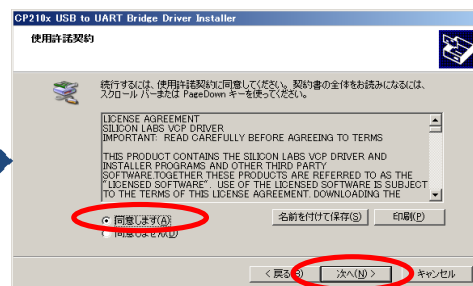 CP210x USB to UART Bridge Driver Installer
使用許諾契約
続行するには、使用許諾契約に同意してください。契約書の全体をお読みになるには、
スクロール バーまたは PageDown キーを使ってください。
LICENSE AGREEMENT
SILICON LABS VCP DRIVER
IMPORTANT: READ CAREFULLY BEFORE AGREEING TO TERMS
THIS PRODUCT CONTAINS THE SILICON LABS VCP DRIVER AND
INSTALLER PROGRAMS AND OTHER THIRD PARTY
SOFTWARE.TOGETHER THESE PRODUCTS ARE REFERRED TO AS THE
"LICENSED SOFTWARE". USE OF THE LICENSED SOFTWARE IS SUBJECT
TO THE TERMS OF THIS LICENSE AGREEMENT. DOWNLOADING THE
同意します(A)
同意しません(D)
名前を付けて保存(S) 印刷(P)
< 戻る(B) 次へ(N) > キャンセル